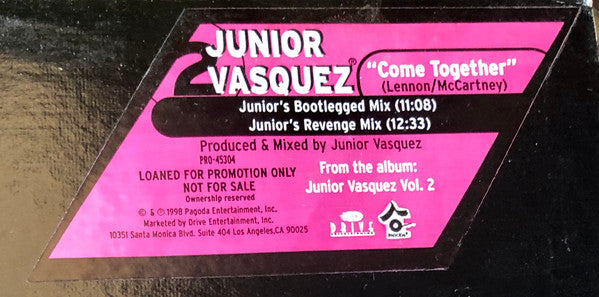 2
JUNIOR
VASQUEZ®
"Come Together"
(Lennon/McCartney)
Junior's Bootlegged Mix (11:08)
Junior's Revenge Mix (12:33)
Produced & Mixed by Junior Vasquez
PRO-45304
LOANED FOR PROMOTION ONLY
NOT FOR SALE
Ownership reserved
From the album:
Junior Vasquez Vol. 2
© & ℗ 1998 Pagoda Entertainment, Inc.
Marketed by Drive Entertainment, Inc.
10351 Santa Monica Blvd. Suite 404 Los Angeles,CA 90025
DRIVE